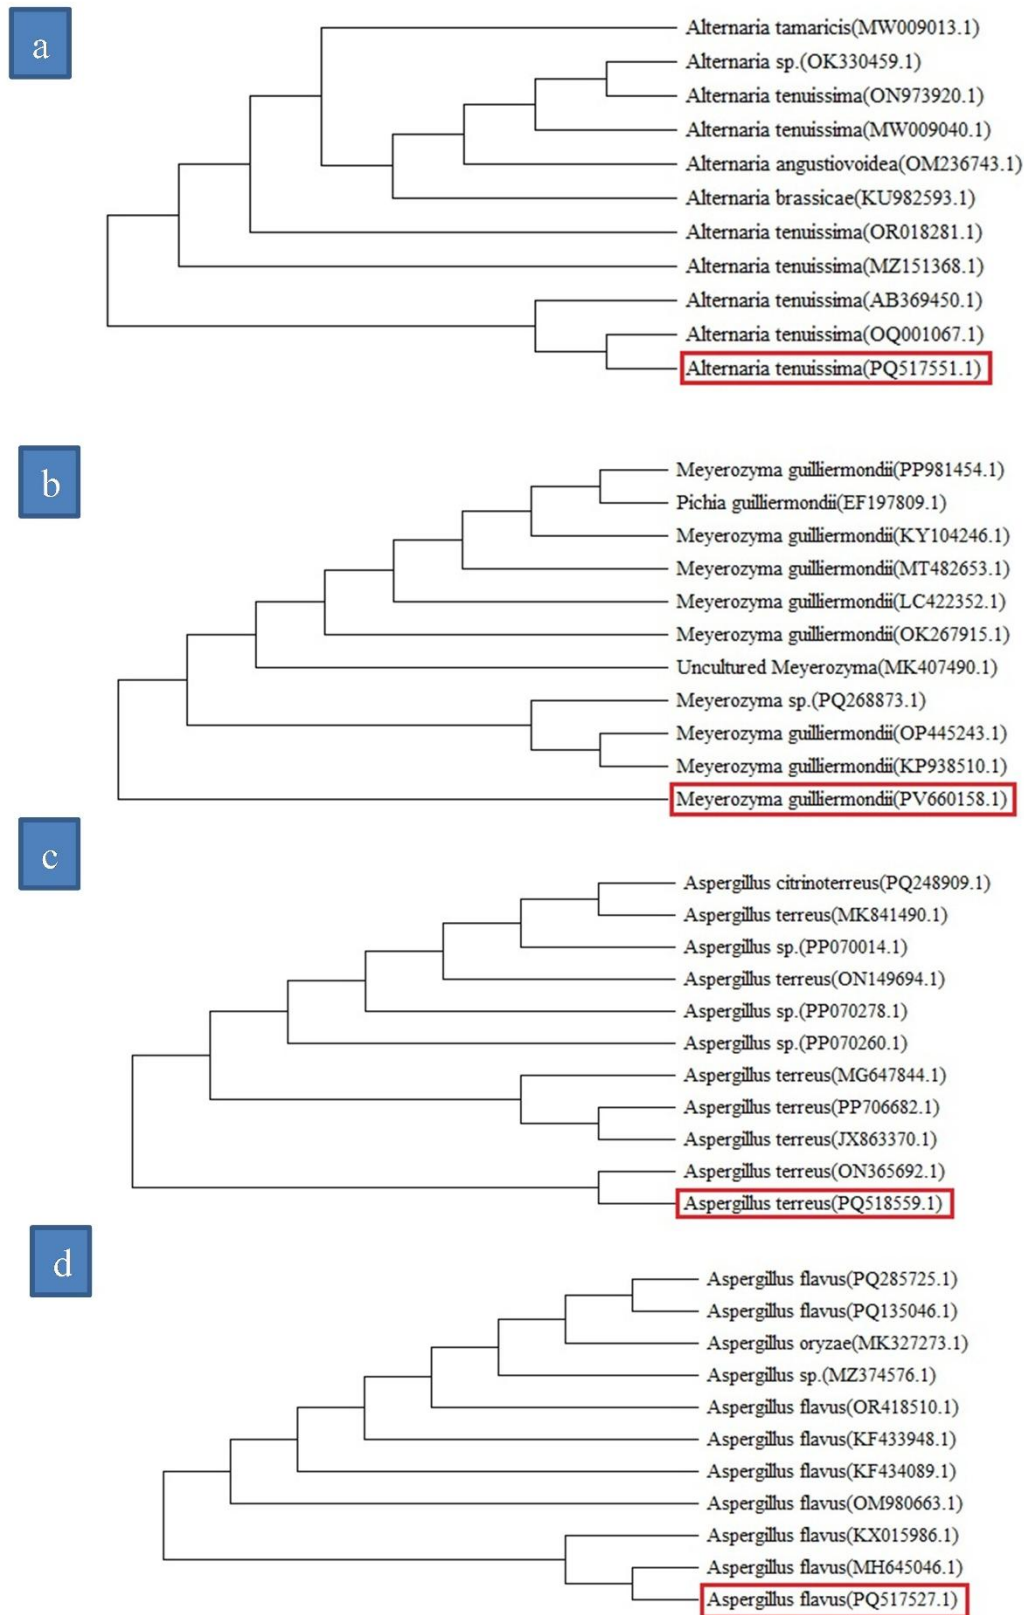 a
Alternaria tamaricis(MW009013.1)
Alternaria sp.(OK330459.1)
Alternaria tenuissima(ON973920.1)
Alternaria tenuissima(MW009040.1)
Alternaria angustiovoidea(OM236743.1)
Alternaria brassicae(KU982593.1)
Alternaria tenuissima(OR018281.1)
Alternaria tenuissima(MZ151368.1)
Alternaria tenuissima(AB369450.1)
Alternaria tenuissima(OQ001067.1)
Alternaria tenuissima(PQ517551.1)
b
Meyerozyma guilliermondii(PP981454.1)
Pichia guilliermondii(EF197809.1)
Meyerozyma guilliermondii(KY104246.1)
Meyerozyma guilliermondii(MT482653.1)
Meyerozyma guilliermondii(LC422352.1)
Meyerozyma guilliermondii(OK267915.1)
Uncultured Meyerozyma(MK407490.1)
Meyerozyma sp.(PQ268873.1)
Meyerozyma guilliermondii(OP445243.1)
Meyerozyma guilliermondii(KP938510.1)
Meyerozyma guilliermondii(PV660158.1)
c
Aspergillus citrinoterreus(PQ248909.1)
Aspergillus terreus(MK841490.1)
Aspergillus sp.(PP070014.1)
Aspergillus terreus(ON149694.1)
Aspergillus sp.(PP070278.1)
Aspergillus sp.(PP070260.1)
Aspergillus terreus(MG647844.1)
Aspergillus terreus(PP706682.1)
Aspergillus terreus(JX863370.1)
Aspergillus terreus(ON365692.1)
Aspergillus terreus(PQ518559.1)
d
Aspergillus flavus(PQ285725.1)
Aspergillus flavus(PQ135046.1)
Aspergillus oryzae(MK327273.1)
Aspergillus sp.(MZ374576.1)
Aspergillus flavus(OR418510.1)
Aspergillus flavus(KF433948.1)
Aspergillus flavus(KF434089.1)
Aspergillus flavus(OM980663.1)
Aspergillus flavus(KX015986.1)
Aspergillus flavus(MH645046.1)
Aspergillus flavus(PQ517527.1)